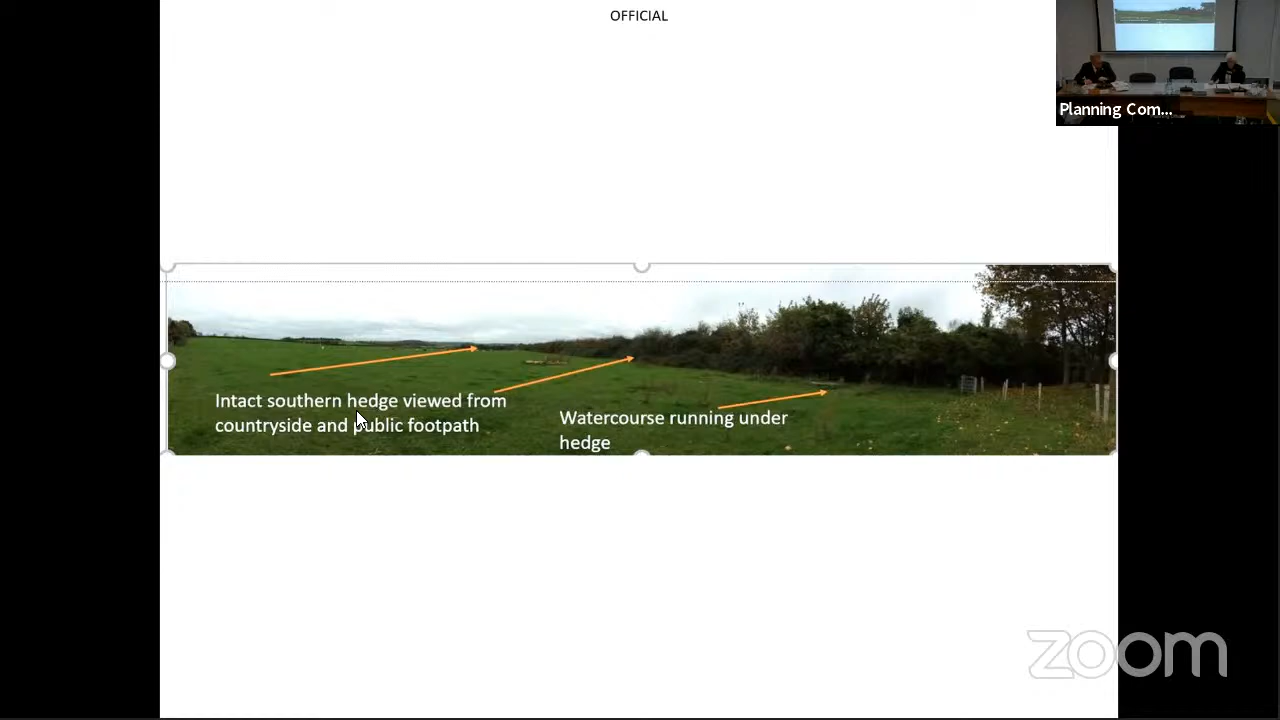 OFFICIAL
Planning Com...
Intact southern hedge viewed from
countryside and public footpath
Watercourse running under
hedge
zoom